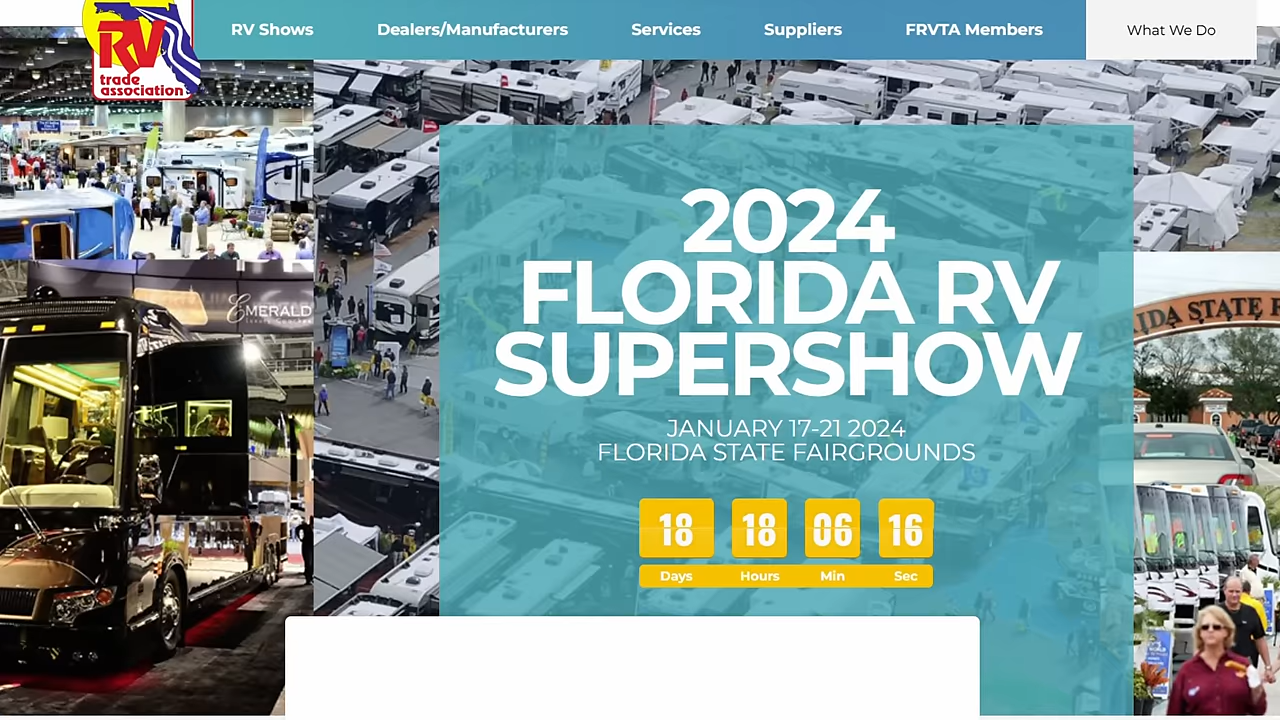 RV
trade
association
RV Shows
Dealers/Manufacturers
Services
Suppliers
FRVTA Members
What We Do
EMERALD
2024
FLORIDA RV
SUPERSHOW
JANUARY 17-21 2024
FLORIDA STATE FAIRGROUNDS
18 18 06 16
Days Hours Min Sec
IDA STATE